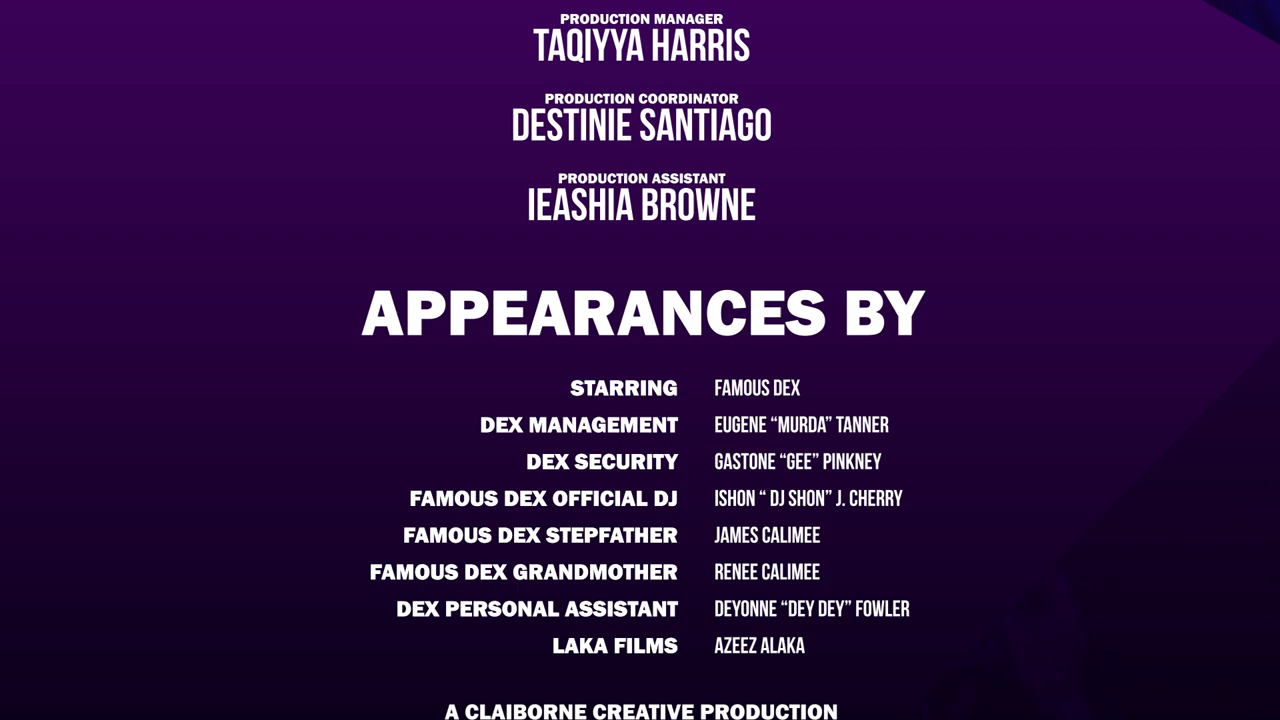 PRODUCTION MANAGER
TAQIYYA HARRIS
PRODUCTION COORDINATOR
DESTINIE SANTIAGO
PRODUCTION ASSISTANT
IEASHIA BROWNE
APPEARANCES BY
STARRING FAMOUS DEX
DEX MANAGEMENT EUGENE “MURDA” TANNER
DEX SECURITY GASTONE “GEE” PINKNEY
FAMOUS DEX OFFICIAL DJ ISHON “ DJ SHON” J. CHERRY
FAMOUS DEX STEPFATHER JAMES CALIMEE
FAMOUS DEX GRANDMOTHER RENEE CALIMEE
DEX PERSONAL ASSISTANT DEYONNE “DEY DEY” FOWLER
LAKA FILMS AZEEZ ALAKA
A CLAIBORNE CREATIVE PRODUCTION